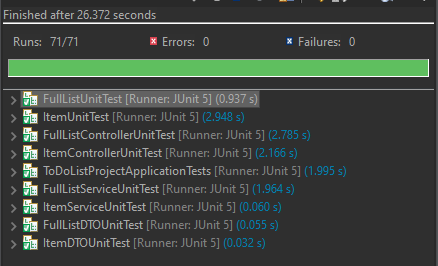 Finished after 26.372 seconds
Runs: 71/71 Errors: 0 Failures: 0
FullListUnitTest [Runner: JUnit 5] (0.937 s)
ItemUnitTest [Runner: JUnit 5] (2.948 s)
FullListControllerUnitTest [Runner: JUnit 5] (2.785 s)
ItemControllerUnitTest [Runner: JUnit 5] (2.166 s)
ToDoListProjectApplicationTests [Runner: JUnit 5] (1.995 s)
FullListServiceUnitTest [Runner: JUnit 5] (1.964 s)
ItemServiceUnitTest [Runner: JUnit 5] (0.060 s)
FullListDTOUnitTest [Runner: JUnit 5] (0.055 s)
ItemDTOUnitTest [Runner: JUnit 5] (0.032 s)